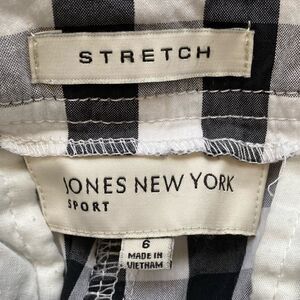 STRETCH
JONES NEW YORK
SPORT
6
MADE IN
VIETNAM